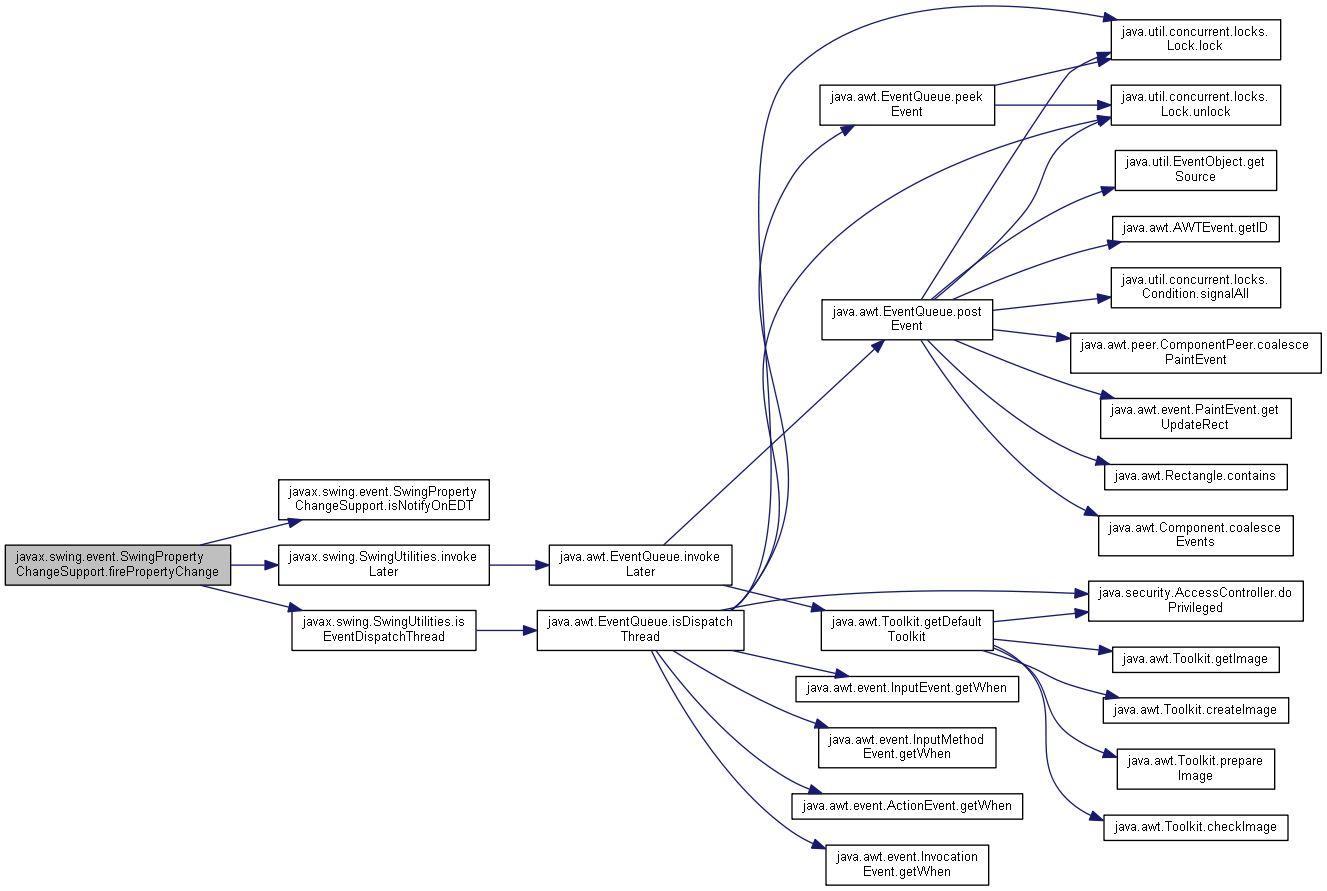 javax.swing.event.SwingProperty
ChangeSupport.firePropertyChange
javax.swing.event.SwingProperty
ChangeSupport.isNotifyOnEDT
javax.swing.SwingUtilities.invoke
Later
javax.swing.SwingUtilities.is
EventDispatchThread
java.awt.EventQueue.invoke
Later
java.awt.EventQueue.isDispatch
Thread
java.awt.EventQueue.peek
Event
java.awt.EventQueue.post
Event
java.awt.Toolkit.getDefault
Toolkit
java.awt.event.InputEvent.getWhen
java.awt.event.InputMethod
Event.getWhen
java.awt.event.ActionEvent.getWhen
java.awt.event.Invocation
Event.getWhen
java.util.concurrent.locks.
Lock.lock
java.util.concurrent.locks.
Lock.unlock
java.util.EventObject.get
Source
java.awt.AWTEvent.getID
java.util.concurrent.locks.
Condition.signalAll
java.awt.peer.ComponentPeer.coalesce
PaintEvent
java.awt.event.PaintEvent.get
UpdateRect
java.awt.Rectangle.contains
java.awt.Component.coalesce
Events
java.security.AccessController.do
Privileged
java.awt.Toolkit.getImage
java.awt.Toolkit.createImage
java.awt.Toolkit.prepare
Image
java.awt.Toolkit.checkImage